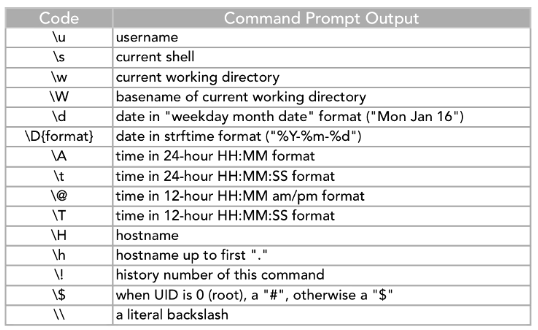 Code Command Prompt Output
\u username
\s current shell
\w current working directory
\W basename of current working directory
\d date in "weekday month date" format ("Mon Jan 16")
\D{format} date in strftime format ("%Y-%m-%d")
\A time in 24-hour HH:MM format
\t time in 24-hour HH:MM:SS format
\@ time in 12-hour HH:MM am/pm format
\T time in 12-hour HH:MM:SS format
\H hostname
\h hostname up to first "."
\! history number of this command
\$ when UID is 0 (root), a "#", otherwise a "$"
\\ a literal backslash